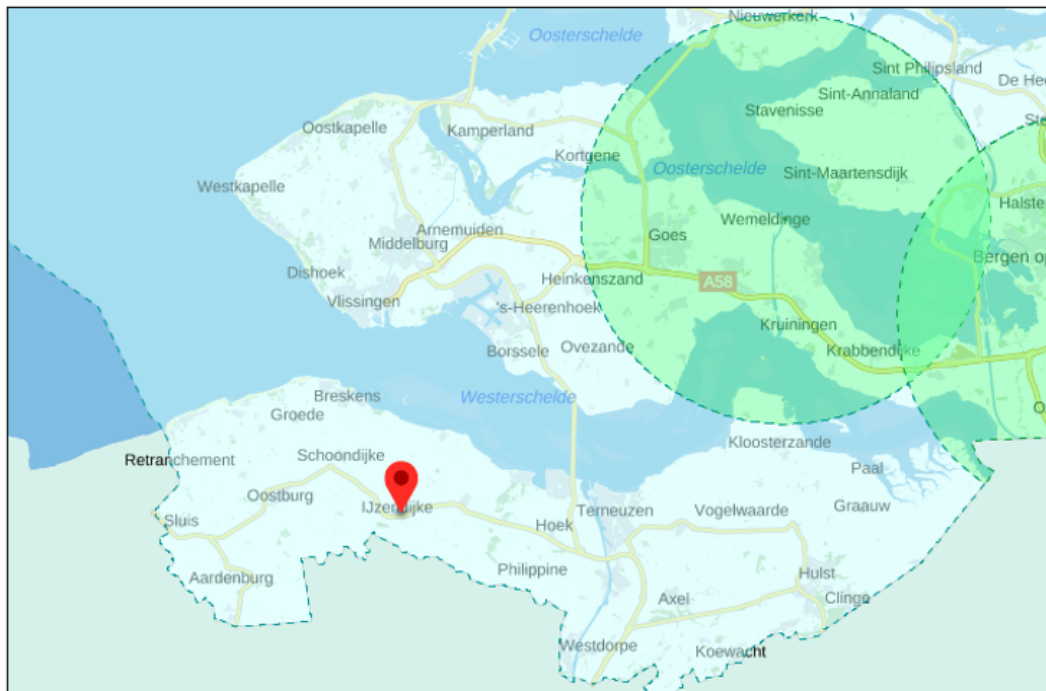 Nieuwerkerk
Oosterschelde
Sint Philipsland
De Hee
Sint-Annaland
Stavenisse
Ste
Oostkapelle
Kamperland
Kortgene
Oosterschelde
Sint-Maartensdijk
Westkapelle
Halste
Wemeldinge
Arnemuiden
Goes
Middelburg
Bergen op
Dishoek
Heinkenszand
A58
Vlissingen
's-Heerenhoek
Kruiningen
Borssele
Ovezande
Krabbendijke
Breskens
Westerschelde
O
Groede
Kloosterzande
Schoondijke
Retranchement
Paal
Oostburg
IJzendijke
Graauw
Terneuzen
Vogelwaarde
Sluis
Hoek
Philippine
Aardenburg
Hulst
Axel
Clinge
Westdorpe
Koewacht